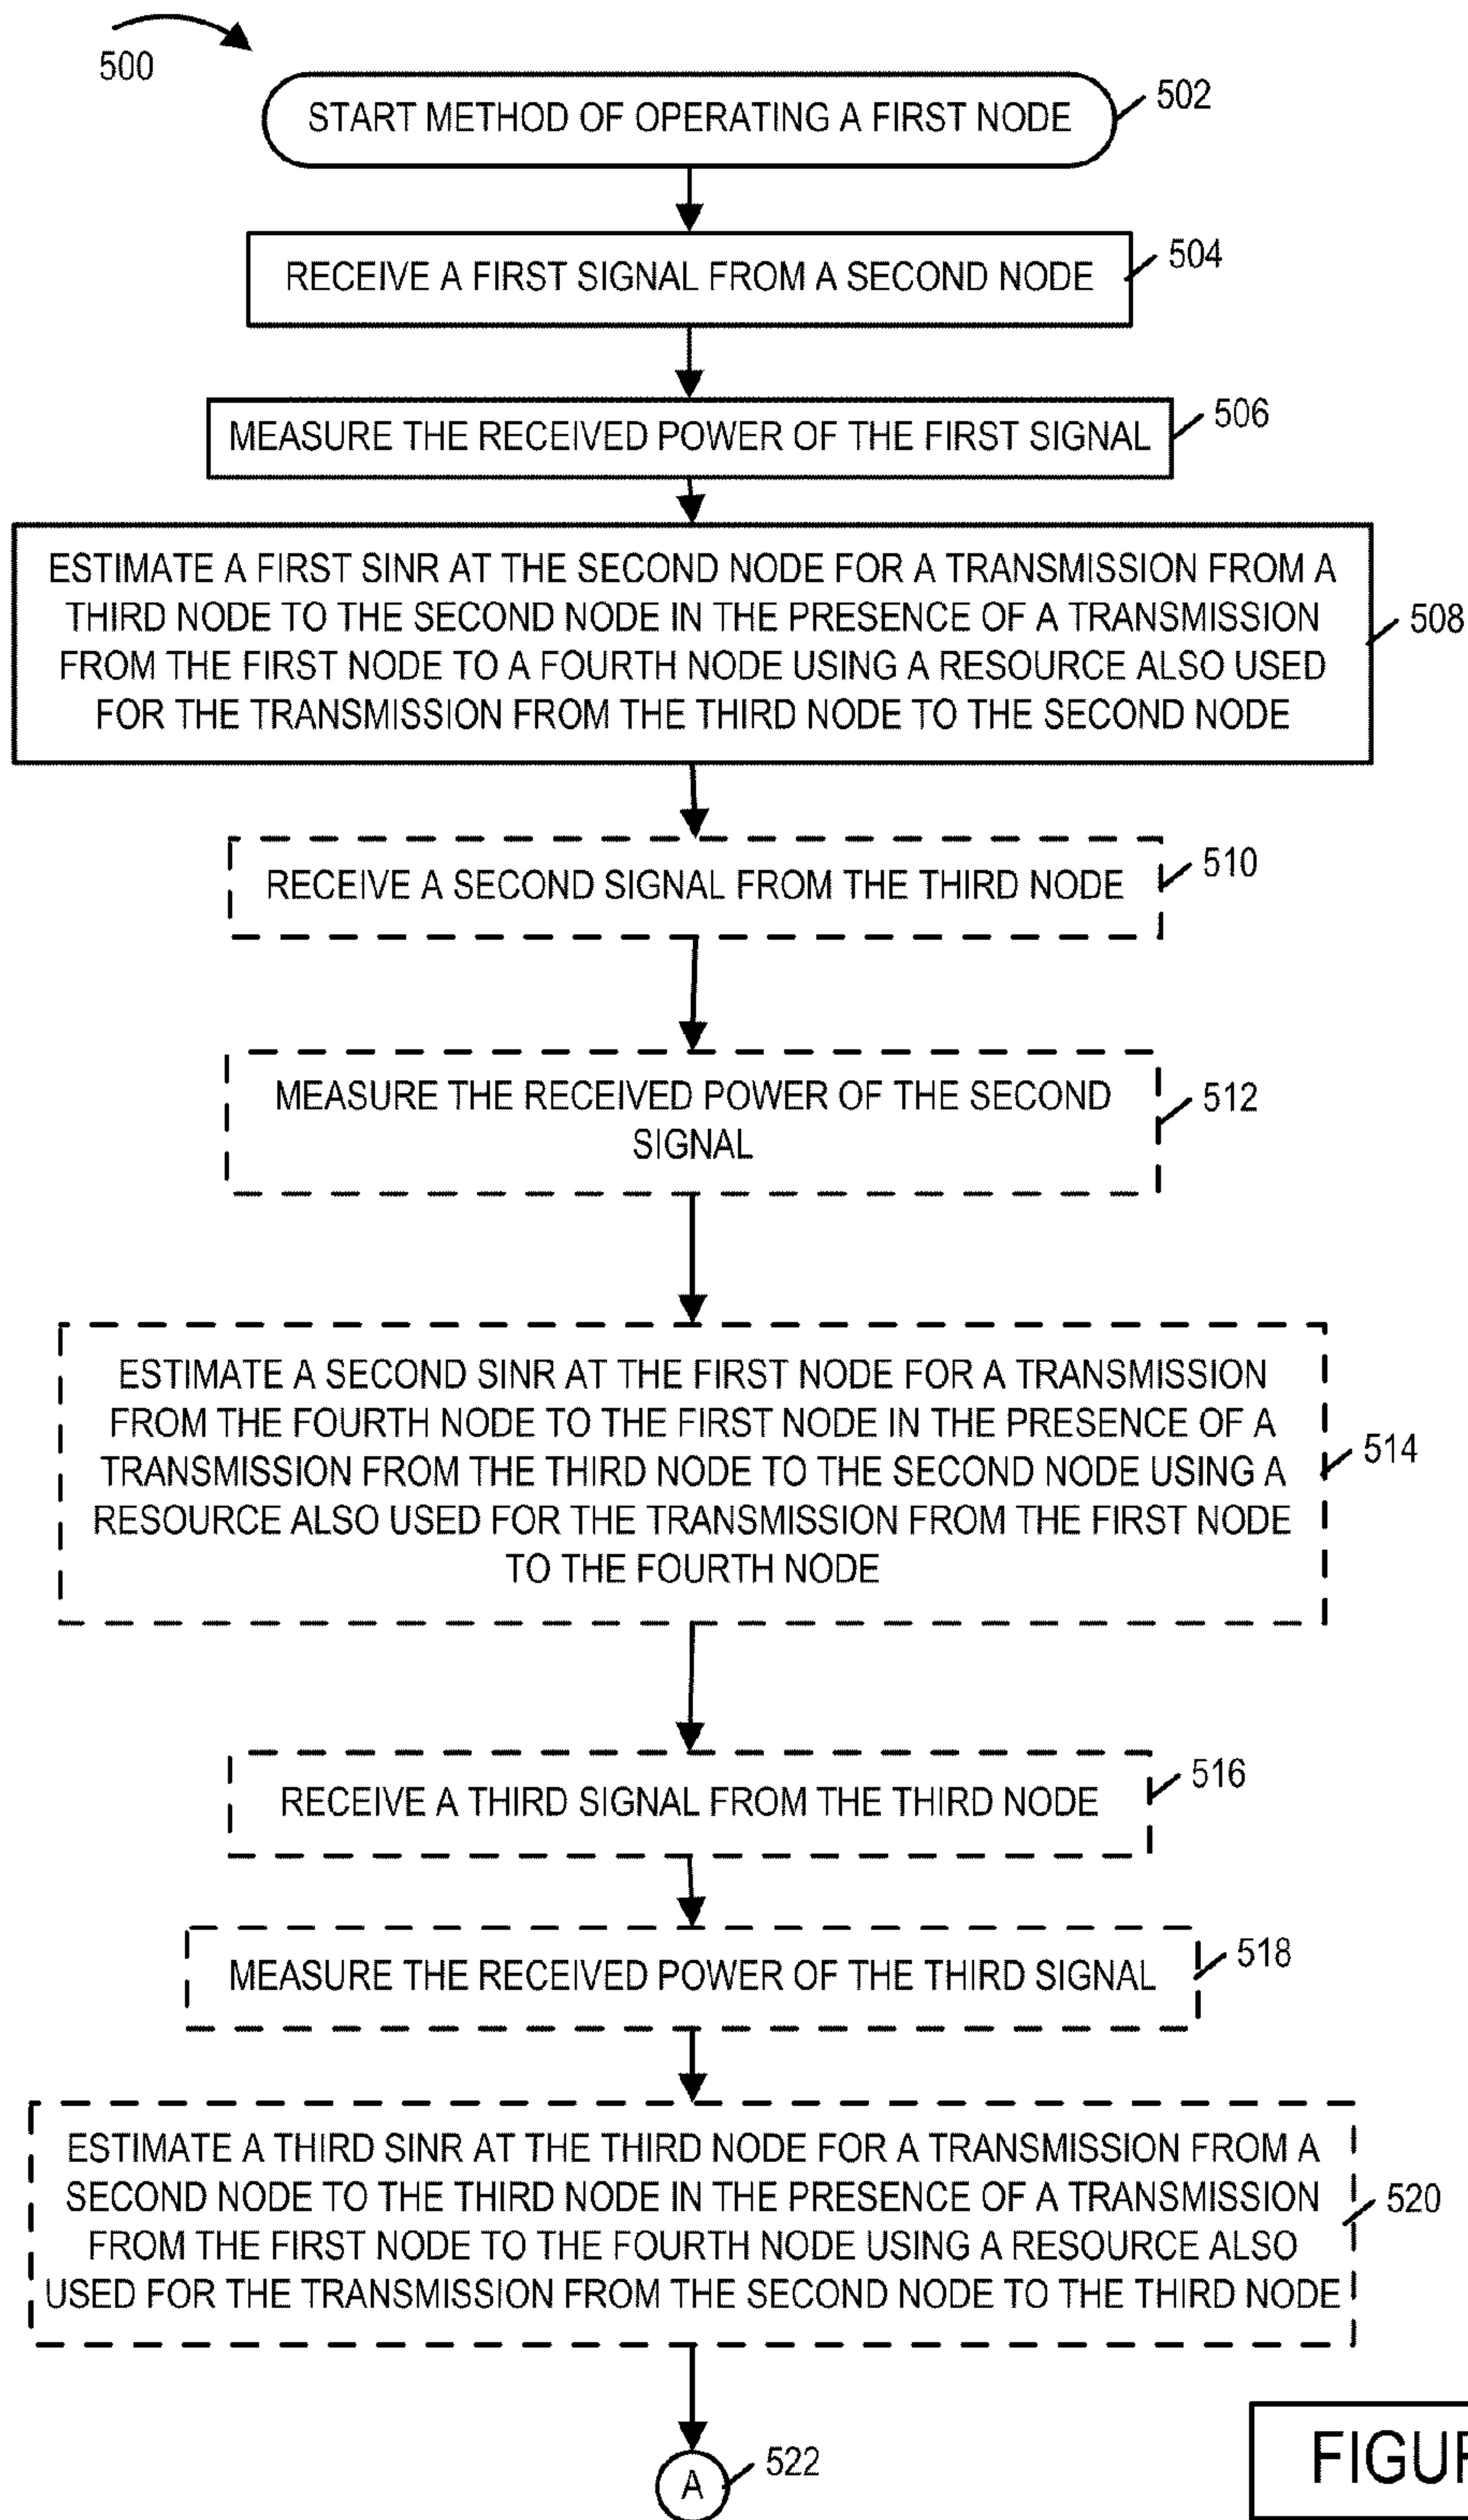 500
START METHOD OF OPERATING A FIRST NODE
502
RECEIVE A FIRST SIGNAL FROM A SECOND NODE
504
MEASURE THE RECEIVED POWER OF THE FIRST SIGNAL
506
ESTIMATE A FIRST SINR AT THE SECOND NODE FOR A TRANSMISSION FROM A
THIRD NODE TO THE SECOND NODE IN THE PRESENCE OF A TRANSMISSION
FROM THE FIRST NODE TO A FOURTH NODE USING A RESOURCE ALSO USED
FOR THE TRANSMISSION FROM THE THIRD NODE TO THE SECOND NODE
508
RECEIVE A SECOND SIGNAL FROM THE THIRD NODE
510
MEASURE THE RECEIVED POWER OF THE SECOND
SIGNAL
512
ESTIMATE A SECOND SINR AT THE FIRST NODE FOR A TRANSMISSION
FROM THE FOURTH NODE TO THE FIRST NODE IN THE PRESENCE OF A
TRANSMISSION FROM THE THIRD NODE TO THE SECOND NODE USING A
RESOURCE ALSO USED FOR THE TRANSMISSION FROM THE FIRST NODE
TO THE FOURTH NODE
514
RECEIVE A THIRD SIGNAL FROM THE THIRD NODE
516
MEASURE THE RECEIVED POWER OF THE THIRD SIGNAL
518
ESTIMATE A THIRD SINR AT THE THIRD NODE FOR A TRANSMISSION FROM A
SECOND NODE TO THE THIRD NODE IN THE PRESENCE OF A TRANSMISSION
FROM THE FIRST NODE TO THE FOURTH NODE USING A RESOURCE ALSO
USED FOR THE TRANSMISSION FROM THE SECOND NODE TO THE THIRD NODE
520
A
522